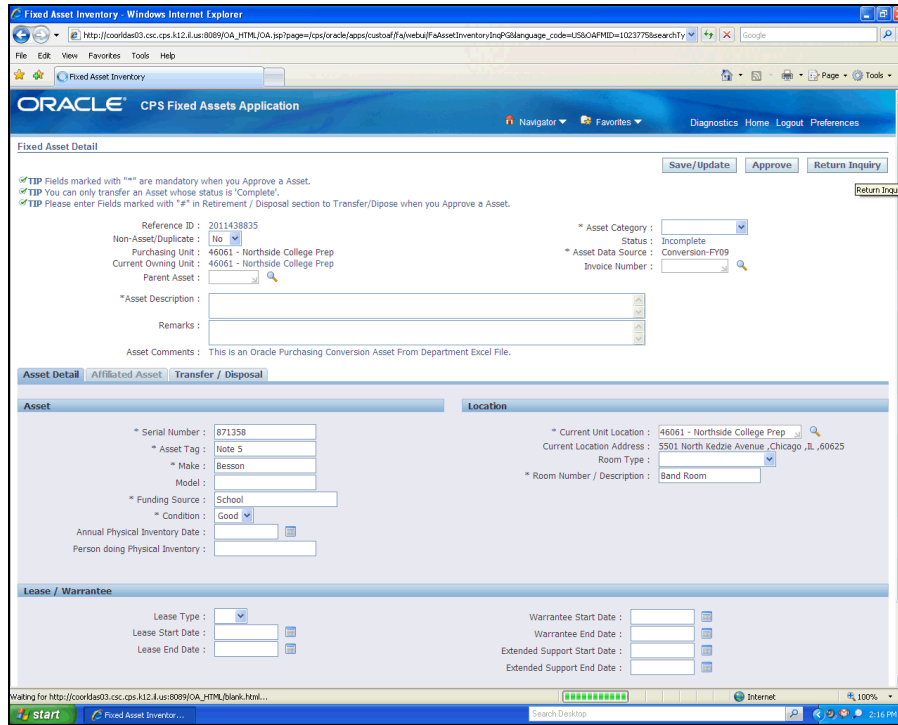 Fixed Asset Inventory - Windows Internet Explorer
http://coorldas03.csc.cps.k12.il.us:8089/OA_HTML/OA.jsp?page=/cps/oracle/apps/custoaf/fa/webui/FaAssetInventoryInqPG&language_code=US&OAFMID=1023775&searchTy
Google
File Edit View Favorites Tools Help
Fixed Asset Inventory
Page Tools
ORACLE® CPS Fixed Assets Application
Navigator Favorites Diagnostics Home Logout Preferences
Fixed Asset Detail
Save/Update Approve Return Inquiry
TIP Fields marked with "*" are mandatory when you Approve a Asset.
TIP You can only transfer an Asset whose status is 'Complete'.
Return Inqu
TIP Please enter Fields marked with "#" in Retirement / Disposal section to Transfer/Dipose when you Approve a Asset.
Reference ID : 2011438835
* Asset Category :
Non-Asset/Duplicate : No
Status : Incomplete
Purchasing Unit : 46061 - Northside College Prep
* Asset Data Source : Conversion-FY09
Current Owning Unit : 46061 - Northside College Prep
Invoice Number :
Parent Asset :
*Asset Description :
Remarks :
Asset Comments : This is an Oracle Purchasing Conversion Asset From Department Excel File.
Asset Detail Affiliated Asset Transfer / Disposal
Asset
Location
* Serial Number : 871358
* Current Unit Location : 46061 - Northside College Prep
* Asset Tag : Note 5
Current Location Address : 5501 North Kedzie Avenue ,Chicago ,IL ,60625
* Make : Besson
Room Type :
Model :
* Room Number / Description : Band Room
* Funding Source : School
* Condition : Good
Annual Physical Inventory Date :
Person doing Physical Inventory :
Lease / Warrantee
Lease Type :
Warrantee Start Date :
Lease Start Date :
Warrantee End Date :
Lease End Date :
Extended Support Start Date :
Extended Support End Date :
Waiting for http://coorldas03.csc.cps.k12.il.us:8089/OA_HTML/blank.html...
Internet
100%
start
Fixed Asset Inventor...
Search Desktop
2:16 PM